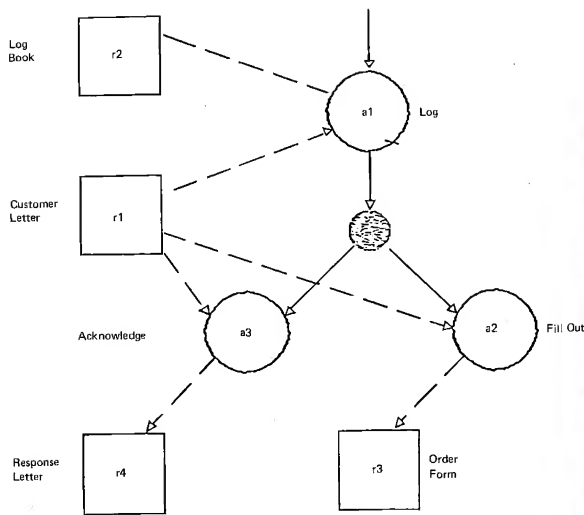 Log
Book
r2
a1
Log
Customer
Letter
r1
Acknowledge
a3
a2
Fill Out
Response
Letter
r4
r3
Order
Form